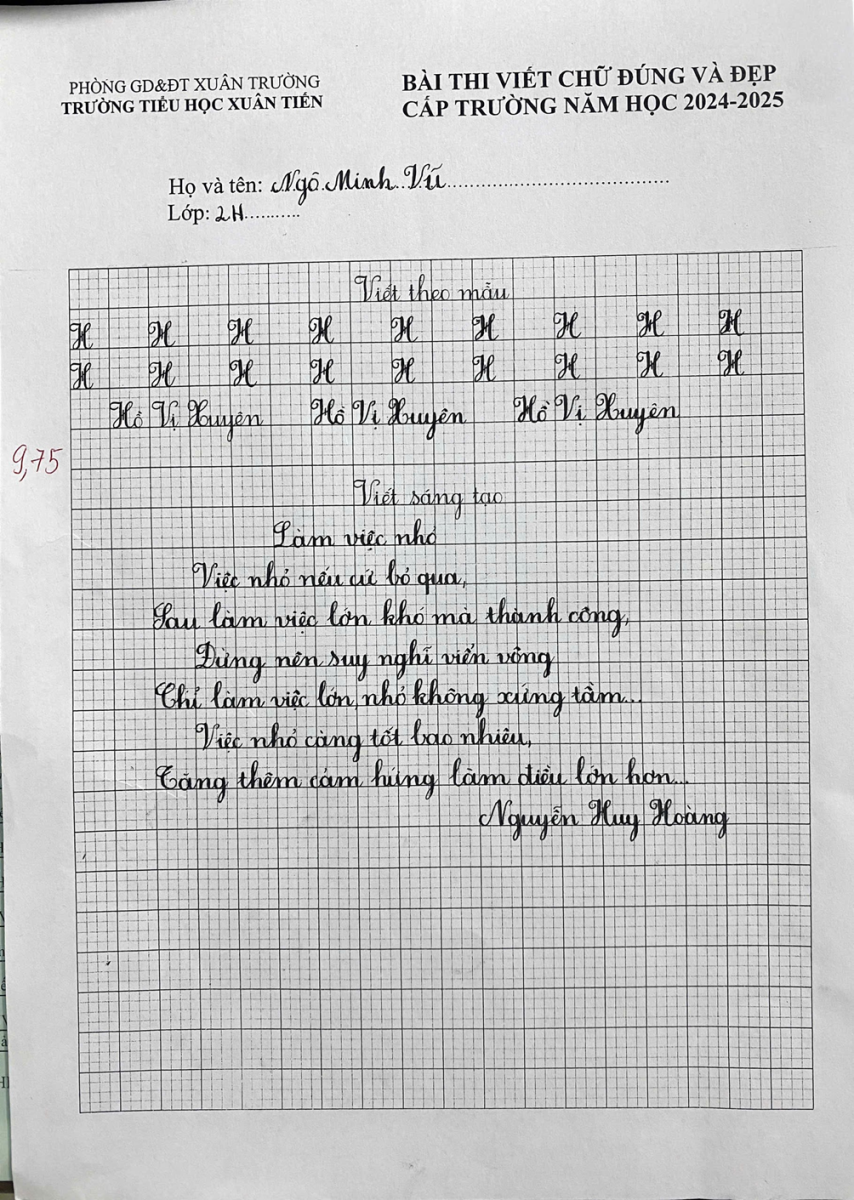 PHÒNG GD&ĐT XUÂN TRƯỜNG
TRƯỜNG TIỂU HỌC XUÂN TIẾN
BÀI THI VIẾT CHỮ ĐÚNG VÀ ĐẸP
CẤP TRƯỜNG NĂM HỌC 2024-2025
Họ và tên: Ngô Minh Vũ
Lớp: 2H
Viết theo mẫu
H H H H H H H H H
H H H H H H H H H
Hồ Vị Xuyên Hồ Vị Xuyên Hồ Vị Xuyên
9,75
Viết sáng tạo
Làm việc nhỏ
Việc nhỏ nếu cứ bỏ qua,
Sau làm việc lớn khó mà thành công,
Đừng nên suy nghĩ viển vông
Chỉ làm việc lớn, nhỏ không xứng tầm...
Việc nhỏ càng tốt bao nhiêu,
Tăng thêm cảm hứng làm điều lớn hơn...
Nguyễn Huy Hoàng